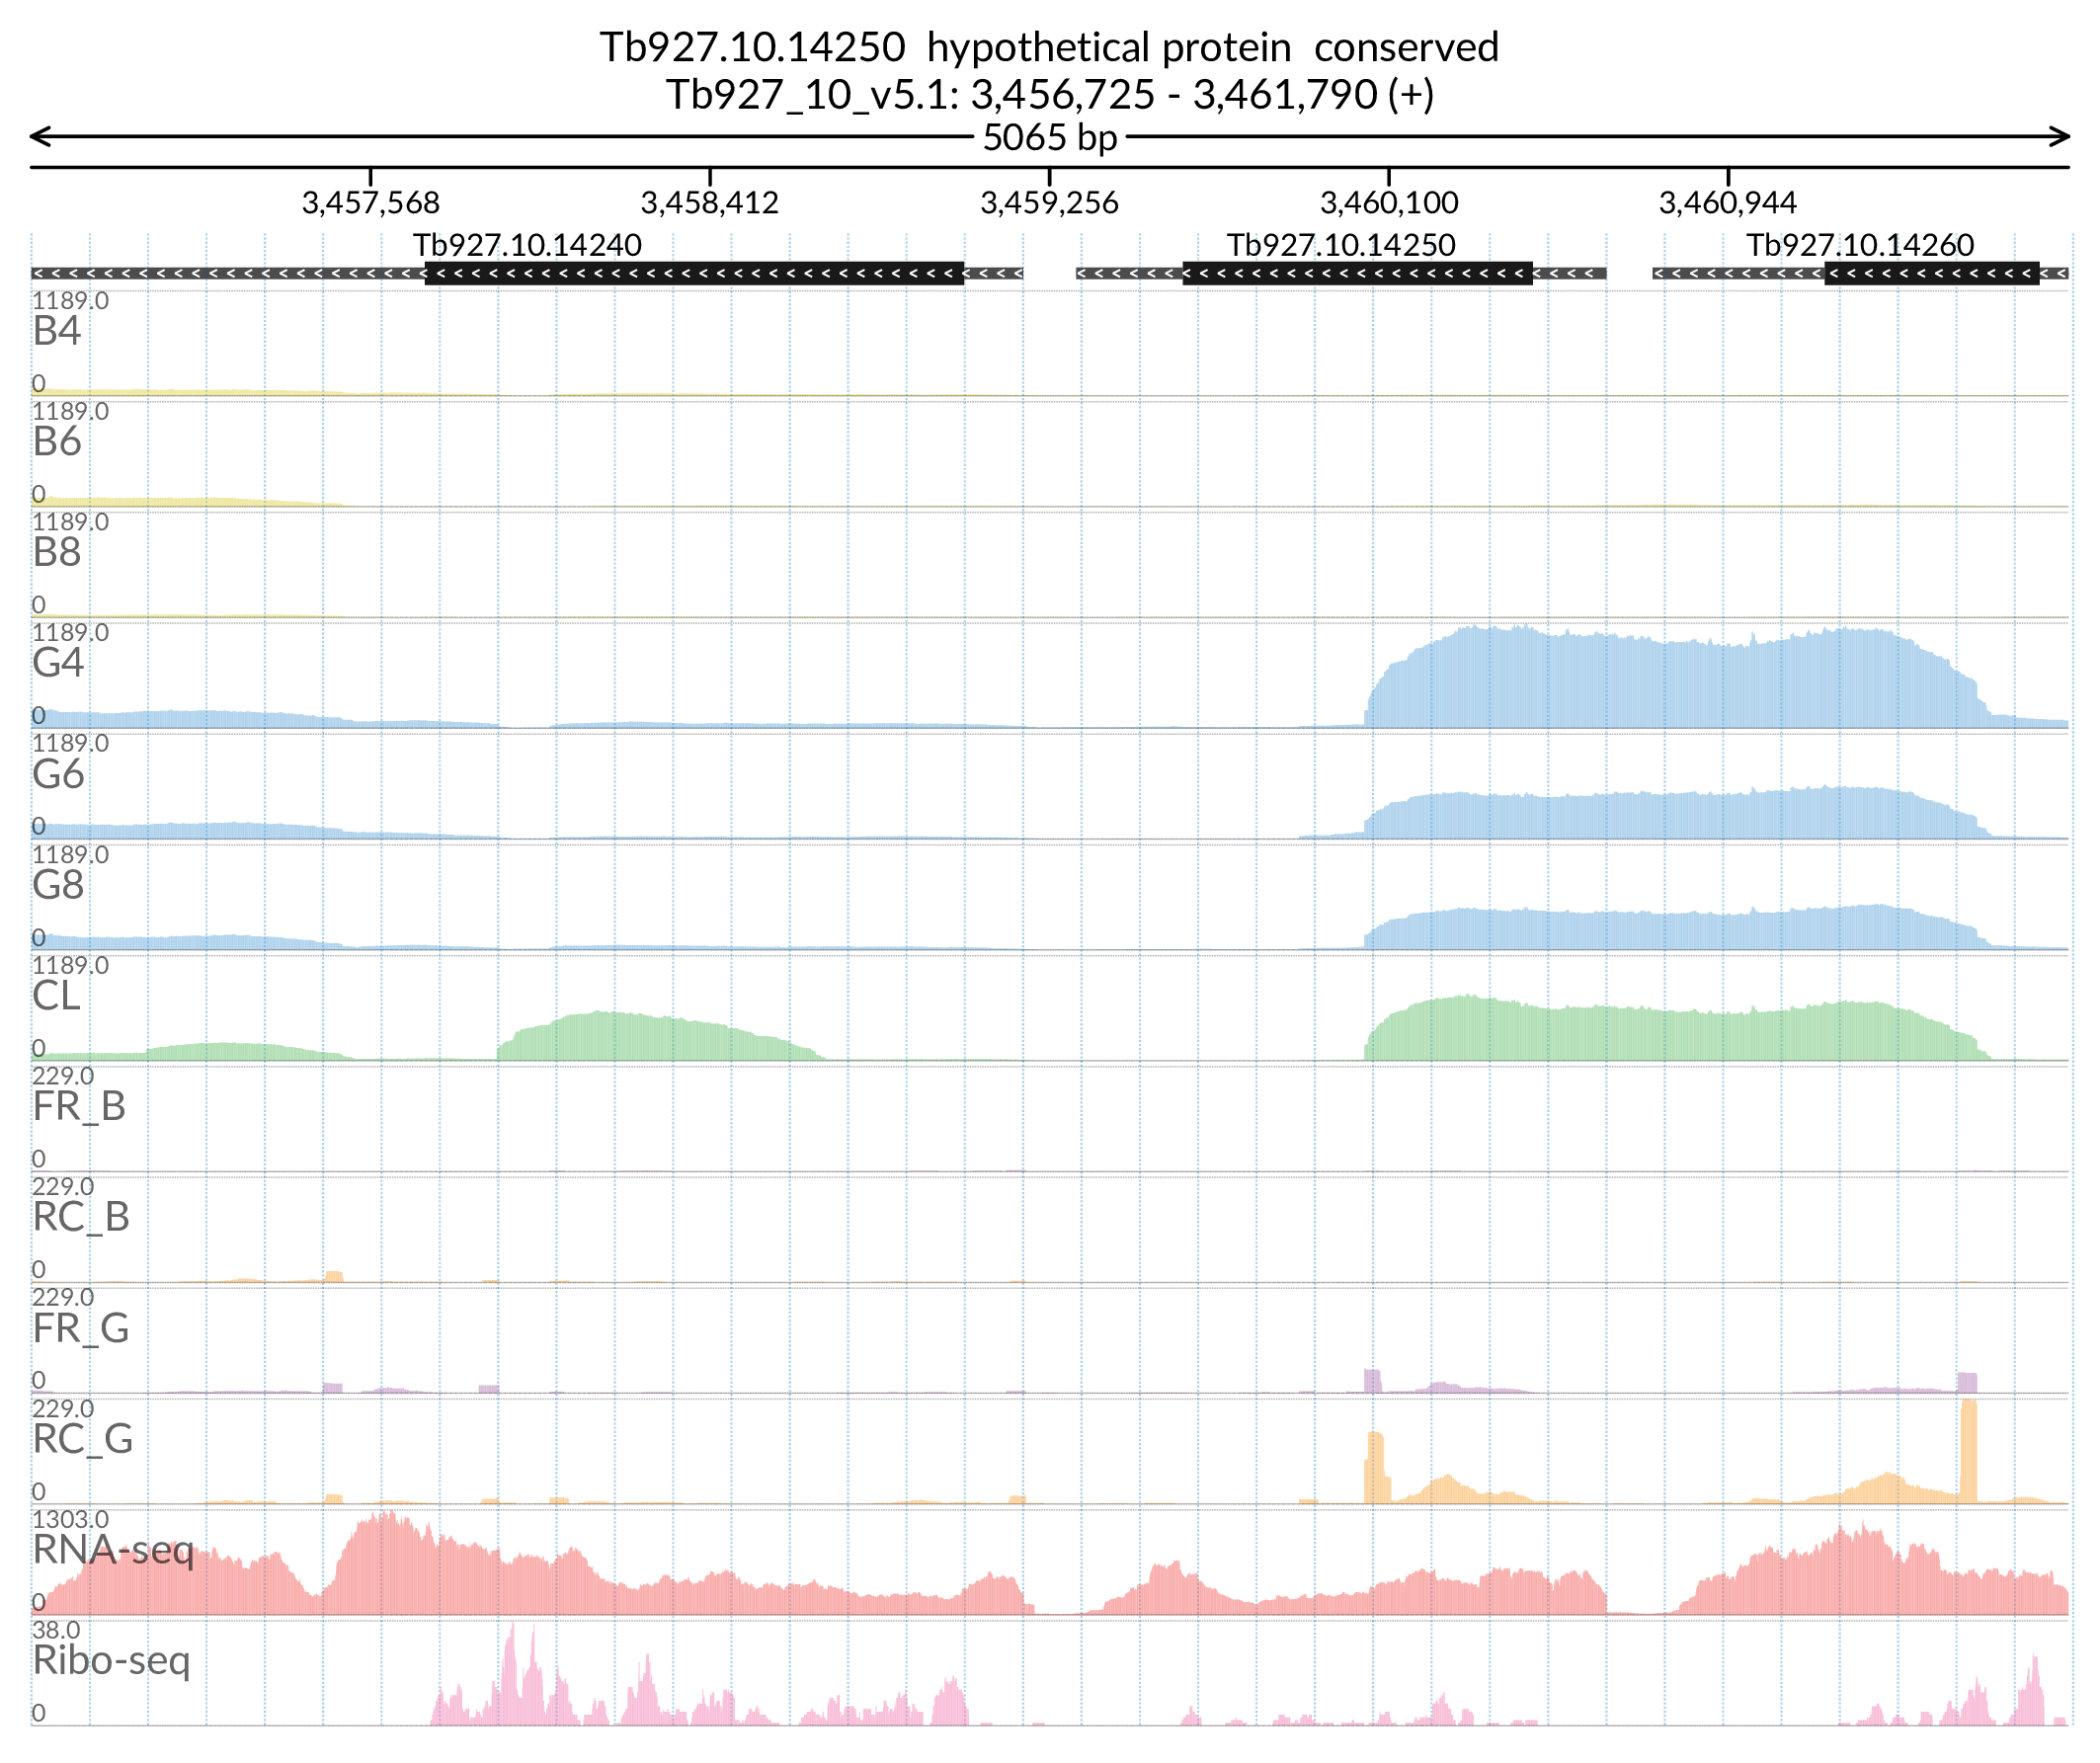 Tb927.10.14250 hypothetical protein conserved
Tb927_10_v5.1: 3,456,725 - 3,461,790 (+)
5065 bp
3,457,568 3,458,412 3,459,256 3,460,100 3,460,944
Tb927.10.14240 Tb927.10.14250 Tb927.10.14260
1189.0
B4
0
1189.0
B6
0
1189.0
B8
0
1189.0
G4
0
1189.0
G6
0
1189.0
G8
0
1189.0
CL
0
229.0
FR_B
0
229.0
RC_B
0
229.0
FR_G
0
229.0
RC_G
0
1303.0
RNA-seq
0
38.0
Ribo-seq
0